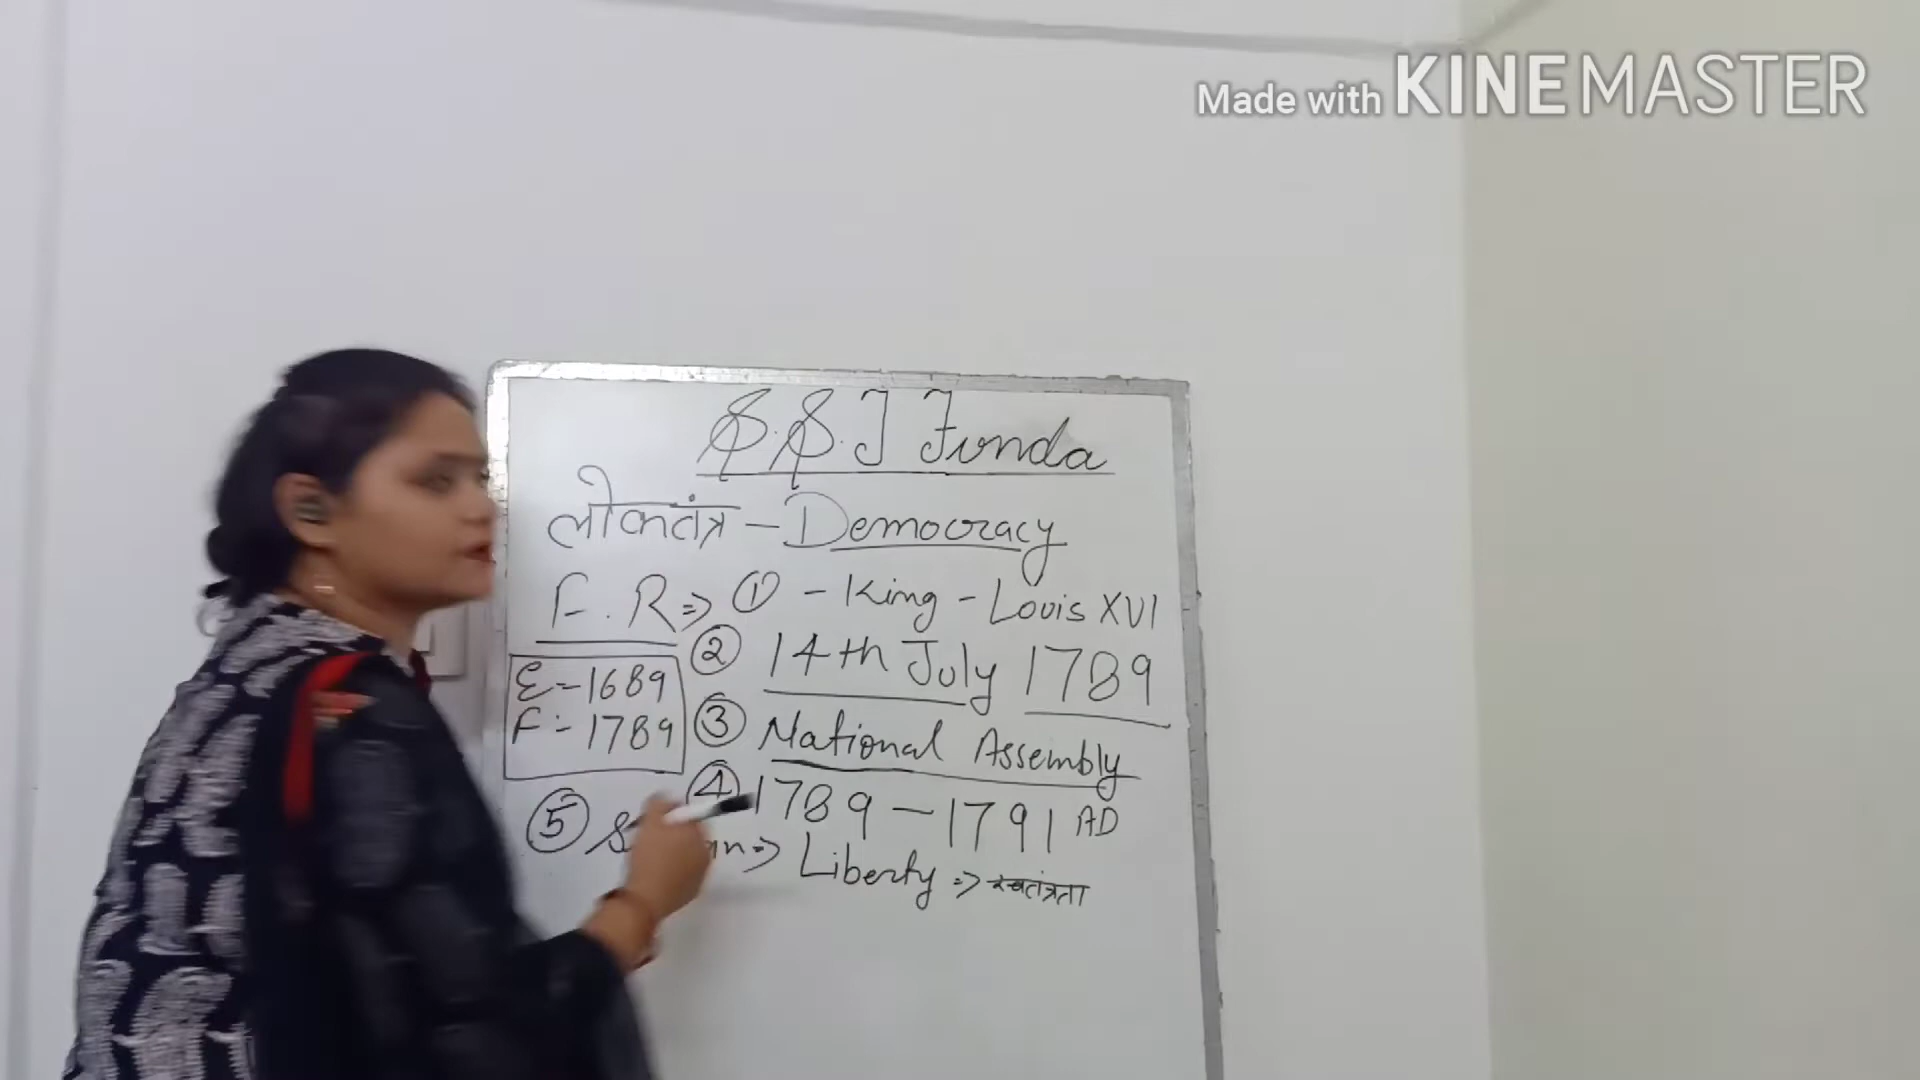 Made with KINEMASTER
S.S.J Funda
लोकतंत्र - Democracy
F.R => ① - King - Louis XVI
② 14th July 1789
E - 1689
F - 1789
③ National Assembly
④ 1789 - 1791 AD
⑤ => Liberty => स्वतंत्रता